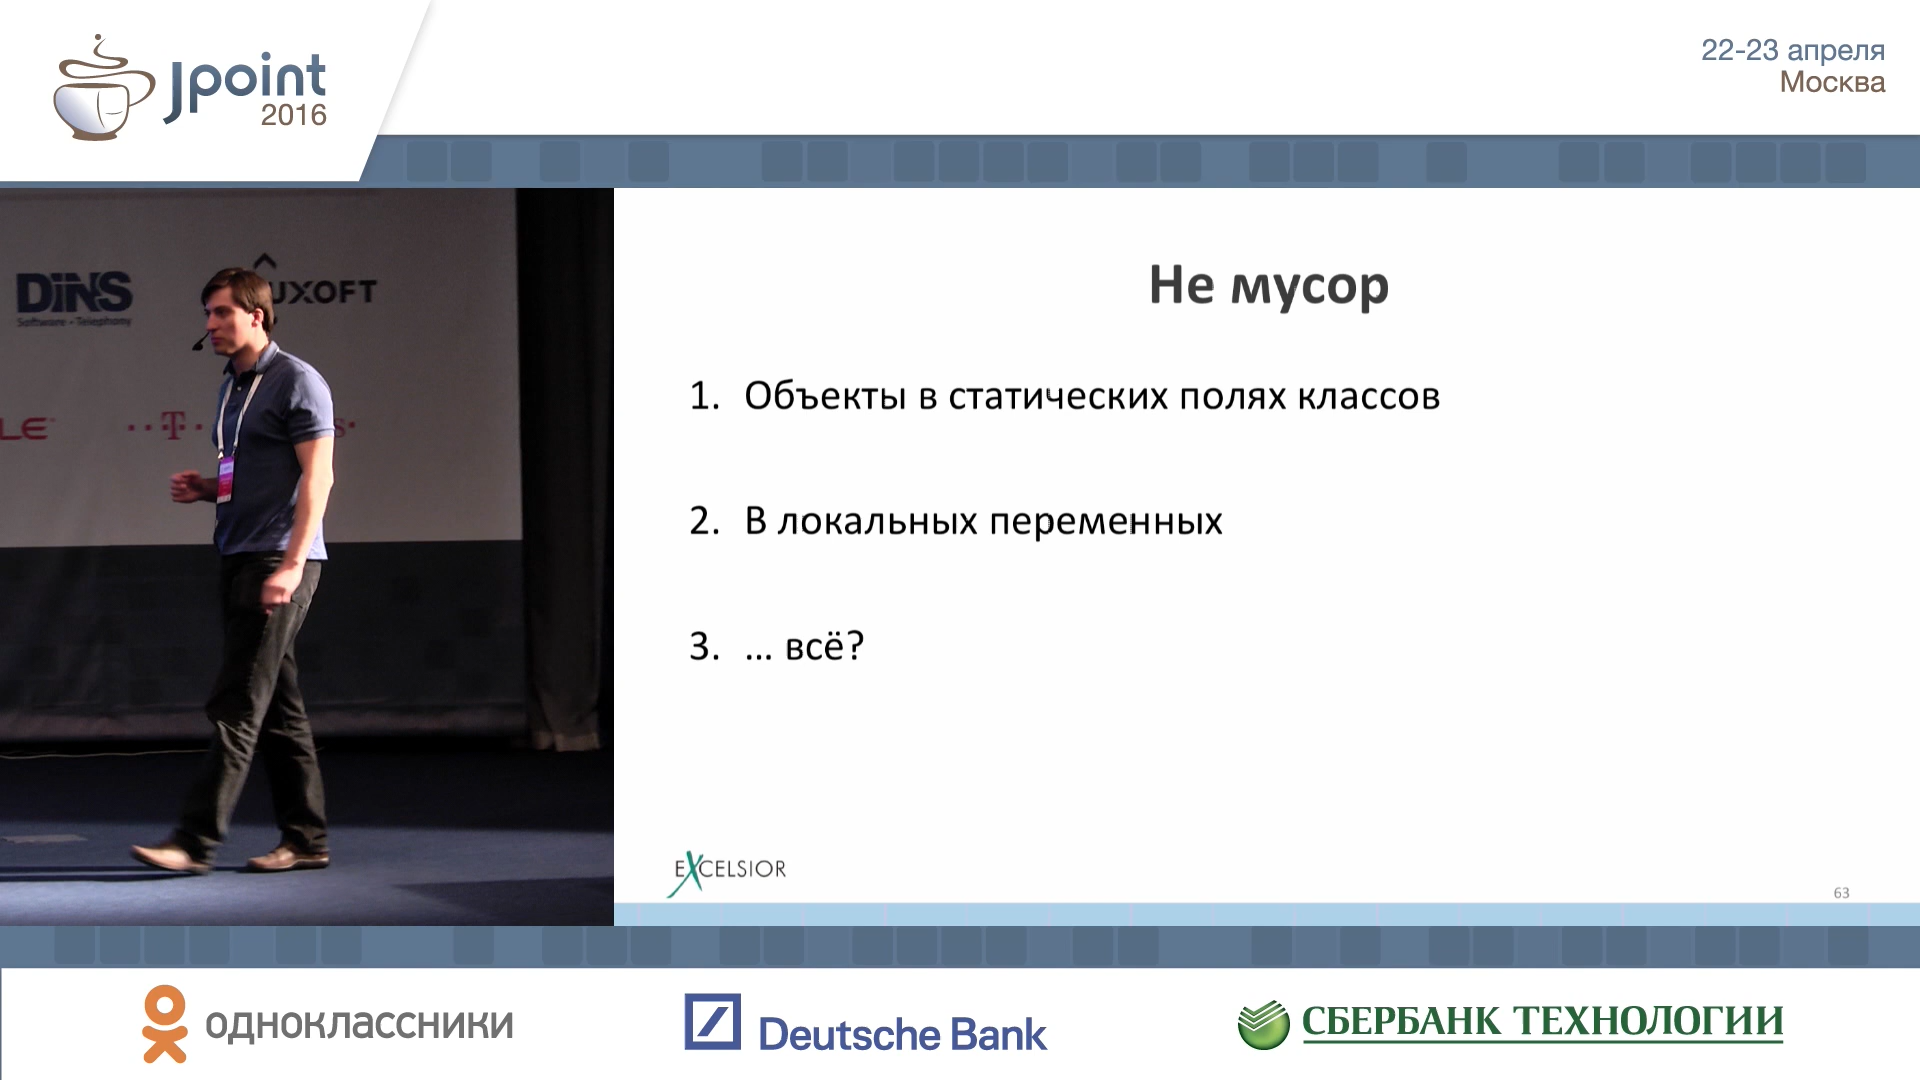 Jpoint
2016
22-23 апреля
Москва
DINS
Software • Telephony
UXOFT
LE
T
S
Не мусор
1. Объекты в статических полях классов
2. В локальных переменных
3. ... всё?
EXCELSIOR
63
одноклассники
Deutsche Bank
СБЕРБАНК ТЕХНОЛОГИИ